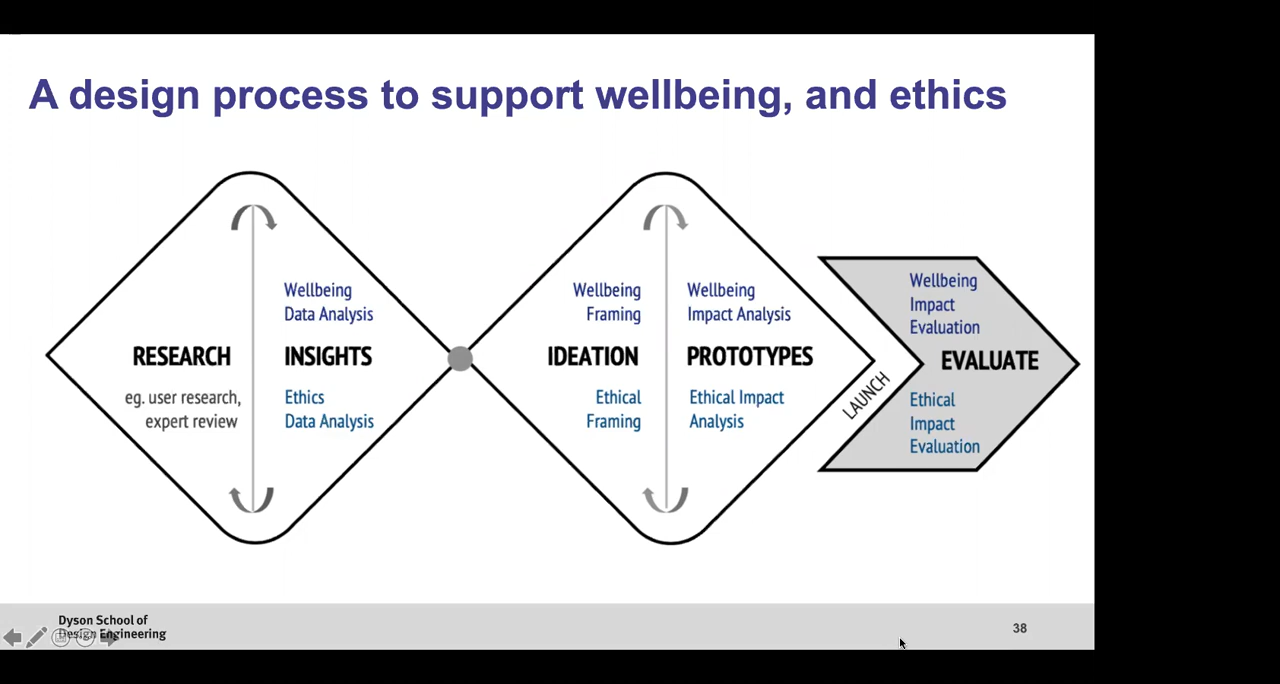 A design process to support wellbeing, and ethics
Wellbeing
Data Analysis
RESEARCH
INSIGHTS
eg. user research,
expert review
Ethics
Data Analysis
Wellbeing
Framing
Wellbeing
Impact Analysis
IDEATION
PROTOTYPES
Ethical
Framing
Ethical Impact
Analysis
LAUNCH
Wellbeing
Impact
Evaluation
EVALUATE
Ethical
Impact
Evaluation
Dyson School of
Design Engineering
38